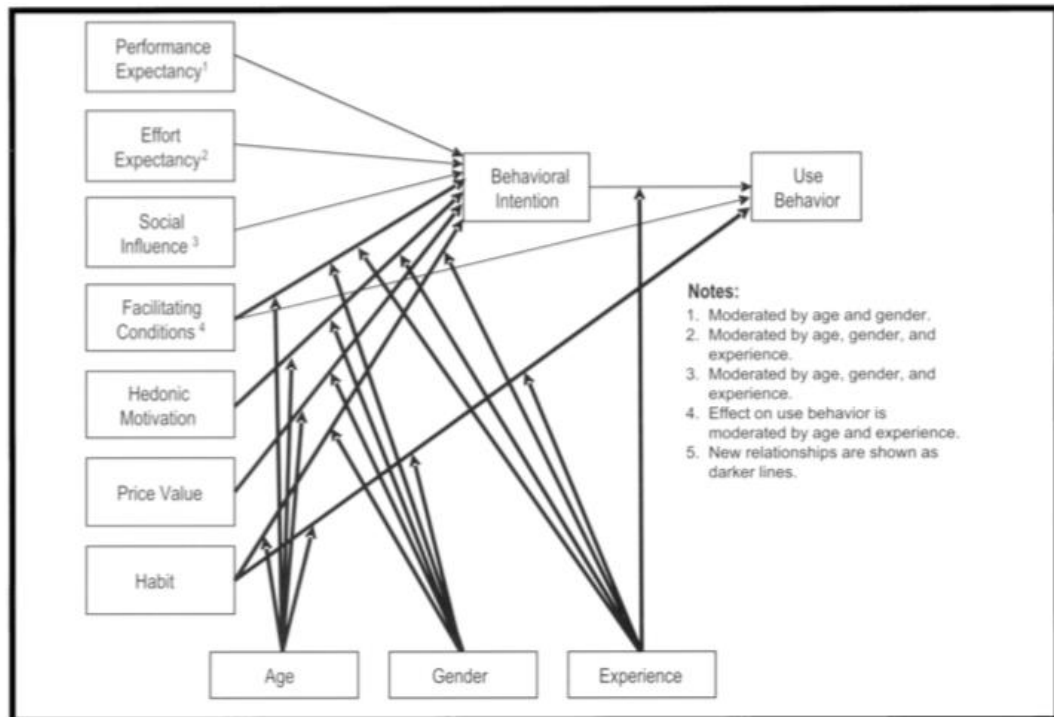 Performance
Expectancy¹
Effort
Expectancy²
Behavioral
Intention
Use
Behavior
Social
Influence ³
Facilitating
Conditions ⁴
Hedonic
Motivation
Price Value
Habit
Notes:
1. Moderated by age and gender.
2. Moderated by age, gender, and
experience.
3. Moderated by age, gender, and
experience.
4. Effect on use behavior is
moderated by age and experience.
5. New relationships are shown as
darker lines.
Age
Gender
Experience